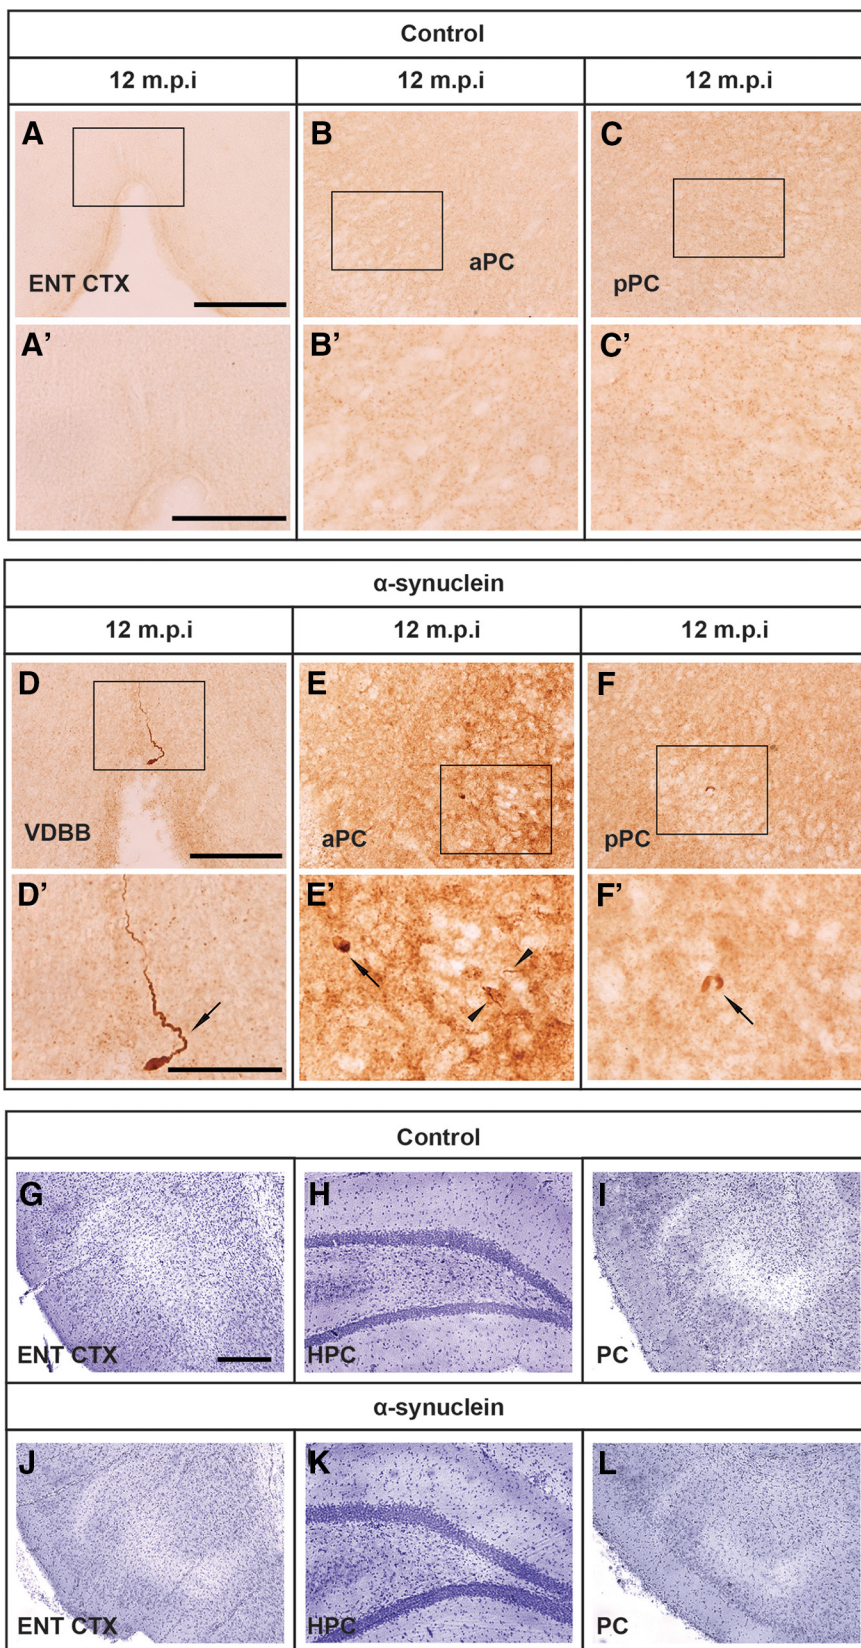 Control
12 m.p.i 12 m.p.i 12 m.p.i
A B C
ENT CTX aPC pPC
A’ B’ C’
α-synuclein
12 m.p.i 12 m.p.i 12 m.p.i
D E F
VDBB aPC pPC
D’ E’ F’
Control
G H I
ENT CTX HPC PC
α-synuclein
J K L
ENT CTX HPC PC